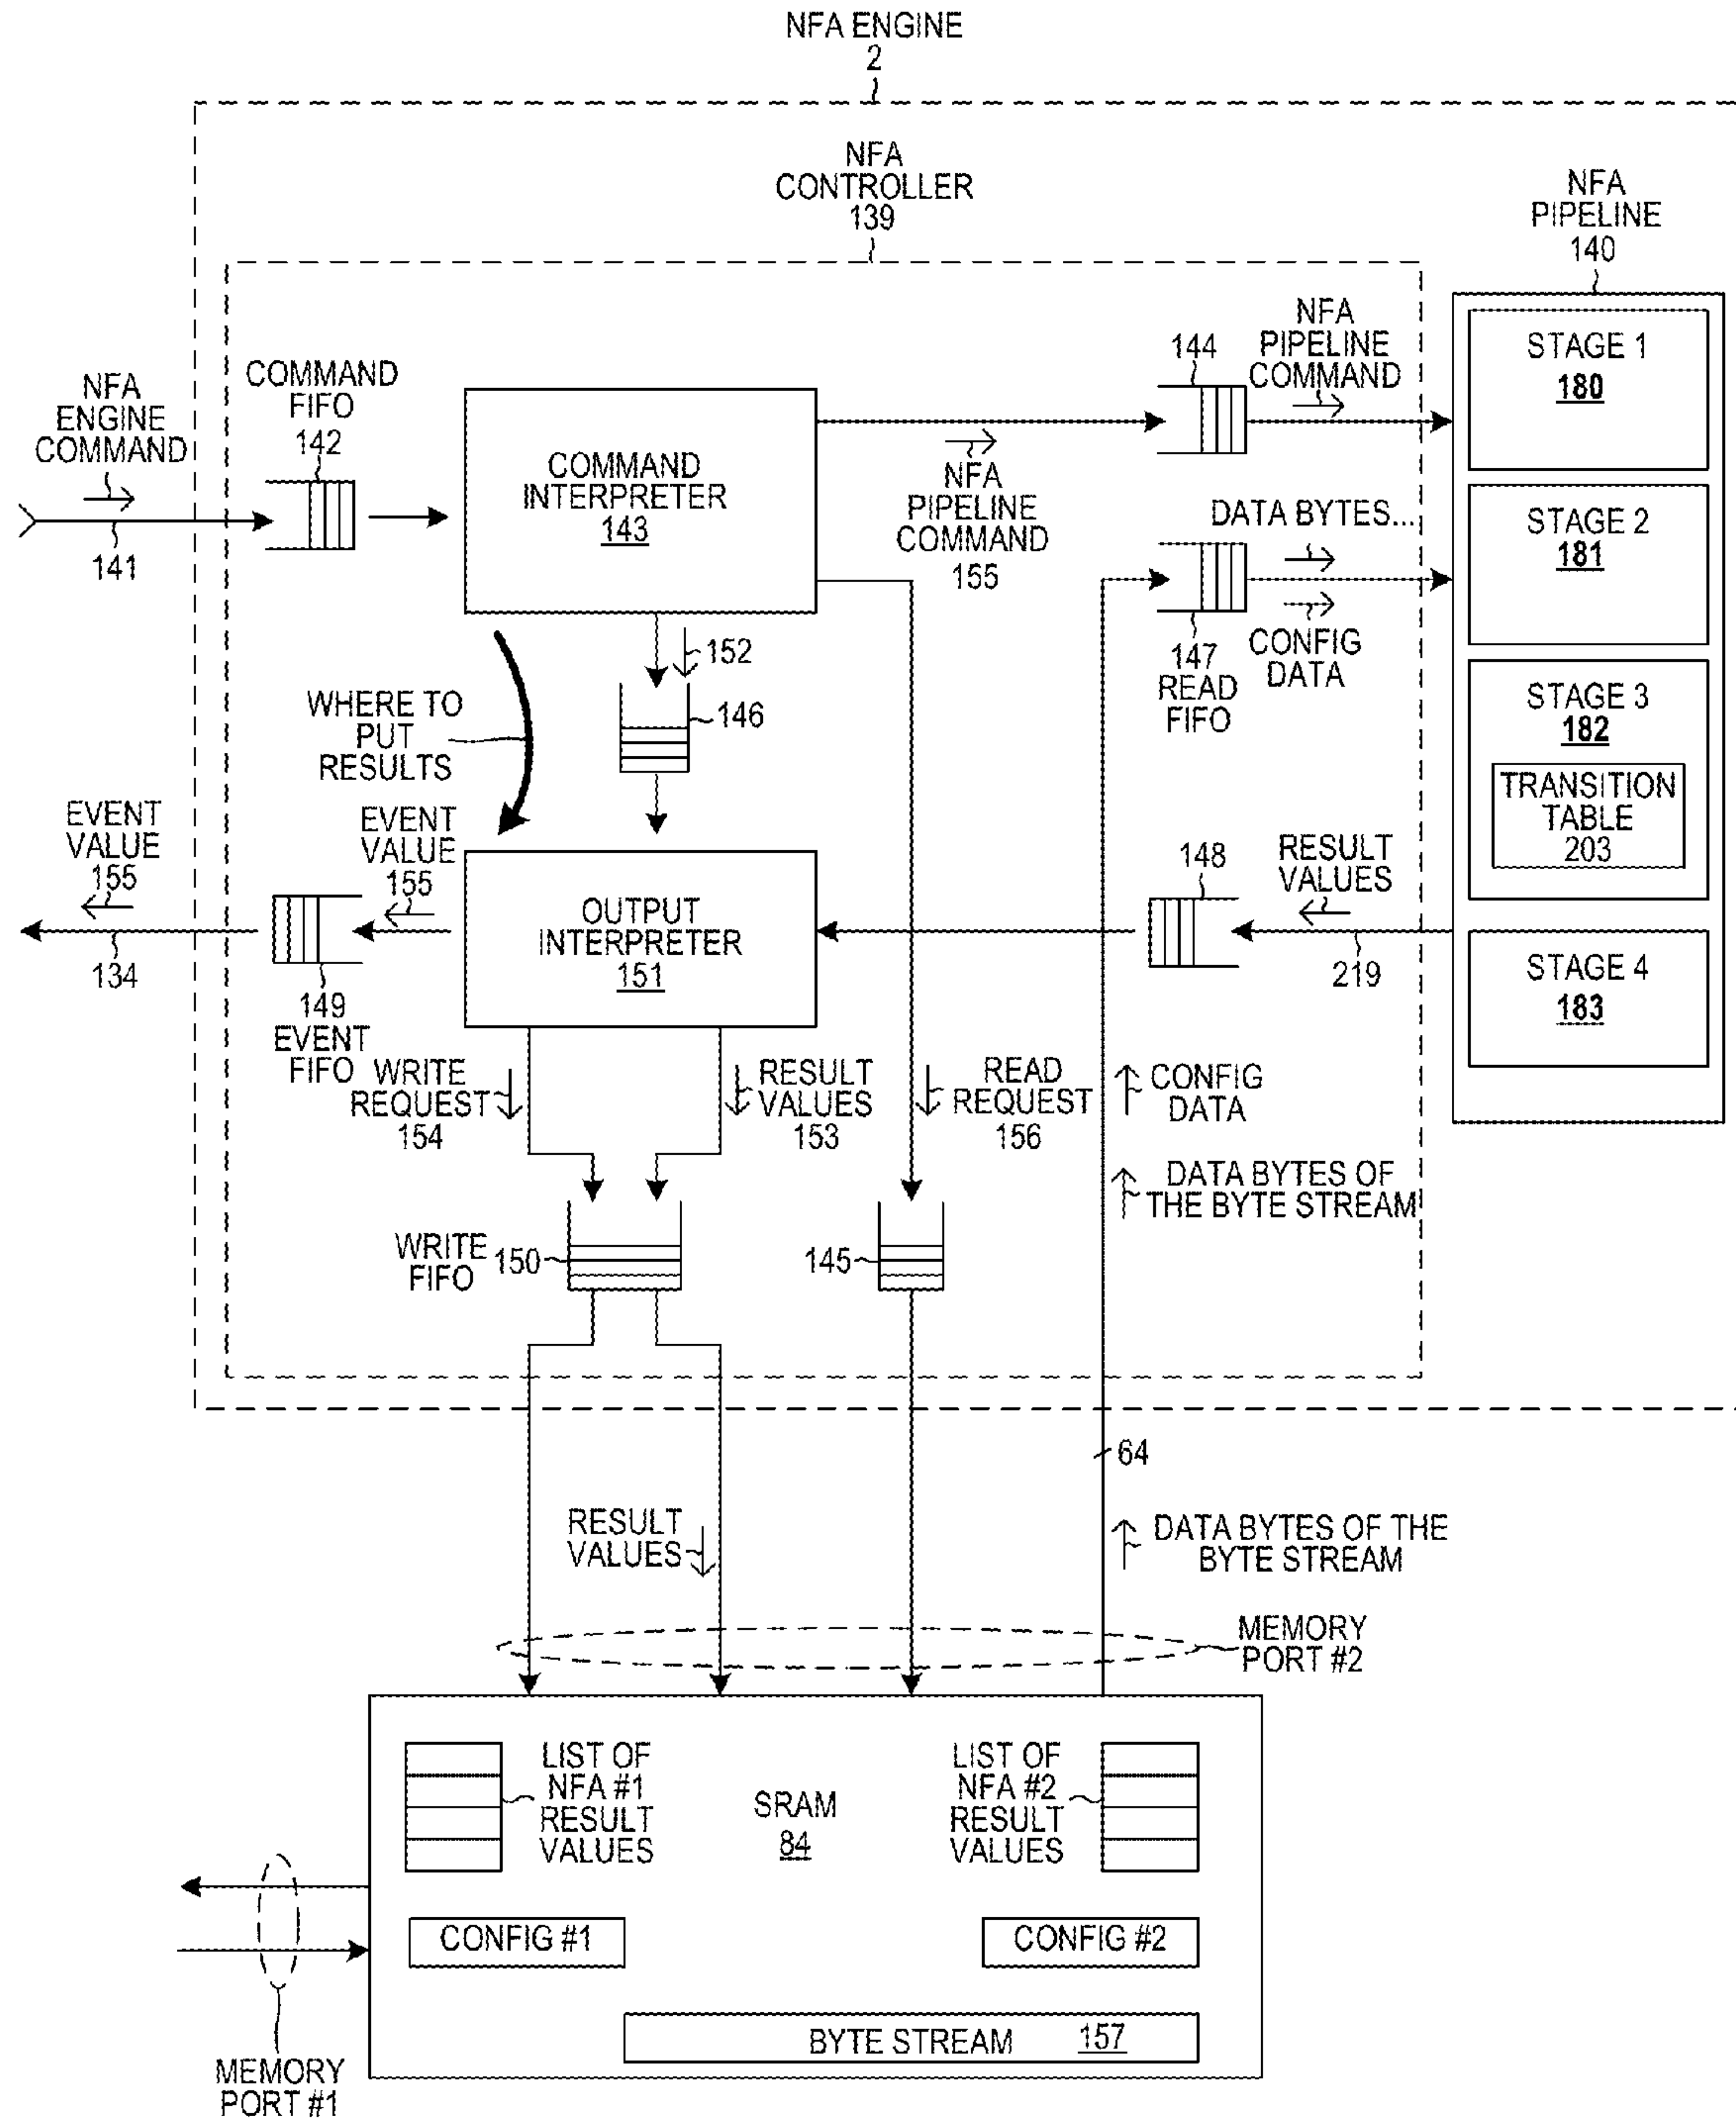 NFA ENGINE
2
NFA
CONTROLLER
139
NFA
PIPELINE
140
NFA
ENGINE
COMMAND
141
COMMAND
FIFO
142
COMMAND
INTERPRETER
143
NFA
PIPELINE
COMMAND
155
144
NFA
PIPELINE
COMMAND
DATA BYTES...
147
READ
FIFO
CONFIG
DATA
STAGE 1
180
STAGE 2
181
STAGE 3
182
TRANSITION
TABLE
203
STAGE 4
183
WHERE TO
PUT
RESULTS
152
146
EVENT
VALUE
155
134
EVENT
VALUE
155
149
EVENT
FIFO
OUTPUT
INTERPRETER
151
148
RESULT
VALUES
219
WRITE
REQUEST
154
RESULT
VALUES
153
READ
REQUEST
156
CONFIG
DATA
DATA BYTES OF
THE BYTE STREAM
WRITE
FIFO
150
145
64
RESULT
VALUES
DATA BYTES OF THE
BYTE STREAM
MEMORY
PORT #2
LIST OF
NFA #1
RESULT
VALUES
SRAM
84
LIST OF
NFA #2
RESULT
VALUES
CONFIG #1
CONFIG #2
BYTE STREAM 157
MEMORY
PORT #1